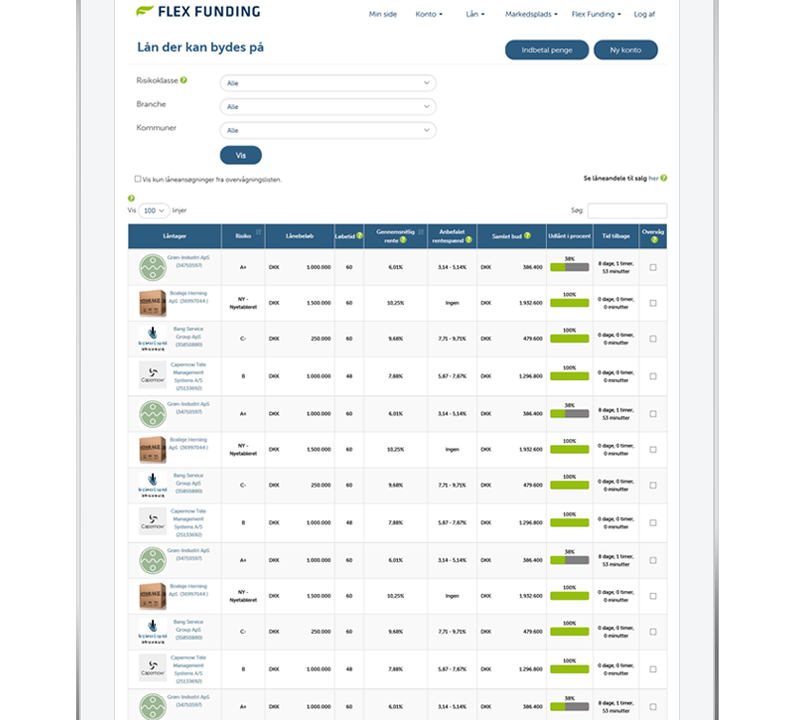 FLEX FUNDING
Min side Konto Lån Markedsplads Flex Funding Log af
Lån der kan bydes på
Indbetal penge Ny konto
Risikoklasse ?
Alle
Branche
Alle
Kommuner
Alle
Vis
Vis kun låneansøgninger fra overvågningslisten.
Se låneandele til salg her ?
?
Vis 100 linjer
Søg:
Låntager Risiko Lånebeløb Løbetid ? Gennemsnitlig rente ? Anbefalet rentespænd ? Samlet bud ? Udlånt i procent Tid tilbage Overvåg ?
Grøn-Industri ApS (34750597) A+ DKK 1.000.000 60 6,01% 3,14 - 5,14% DKK 386.400 38% 8 dage, 1 timer, 53 minutter
Herning ApS (36997044) NY - Nyetableret DKK 1.500.000 60 10,25% Ingen DKK 1.932.600 100% 0 dage, 0 timer, 0 minutter
Bang Service Group ApS (35850880) C- DKK 250.000 60 9,68% 7,71 - 9,71% DKK 479.600 100% 0 dage, 0 timer, 0 minutter
Capernow Capernow Tele Management Systems A/S (25133692) B DKK 1.000.000 48 7,88% 5,67 - 7,67% DKK 1.296.800 100% 0 dage, 0 timer, 0 minutter
Grøn-Industri ApS (34750597) A+ DKK 1.000.000 60 6,01% 3,14 - 5,14% DKK 386.400 38% 8 dage, 1 timer, 53 minutter
Herning ApS (36997044) NY - Nyetableret DKK 1.500.000 60 10,25% Ingen DKK 1.932.600 100% 0 dage, 0 timer, 0 minutter
Bang Service Group ApS (35850880) C- DKK 250.000 60 9,68% 7,71 - 9,71% DKK 479.600 100% 0 dage, 0 timer, 0 minutter
Capernow Capernow Tele Management Systems A/S (25133692) B DKK 1.000.000 48 7,88% 5,67 - 7,67% DKK 1.296.800 100% 0 dage, 0 timer, 0 minutter
Grøn-Industri ApS (34750597) A+ DKK 1.000.000 60 6,01% 3,14 - 5,14% DKK 386.400 38% 8 dage, 1 timer, 53 minutter
Herning ApS (36997044) NY - Nyetableret DKK 1.500.000 60 10,25% Ingen DKK 1.932.600 100% 0 dage, 0 timer, 0 minutter
Bang Service Group ApS (35850880) C- DKK 250.000 60 9,68% 7,71 - 9,71% DKK 479.600 100% 0 dage, 0 timer, 0 minutter
Capernow Capernow Tele Management Systems A/S (25133692) B DKK 1.000.000 48 7,88% 5,67 - 7,67% DKK 1.296.800 100% 0 dage, 0 timer, 0 minutter
Grøn-Industri ApS (34750597) A+ DKK 1.000.000 60 6,01% 3,14 - 5,14% DKK 386.400 38% 8 dage, 1 timer, 53 minutter